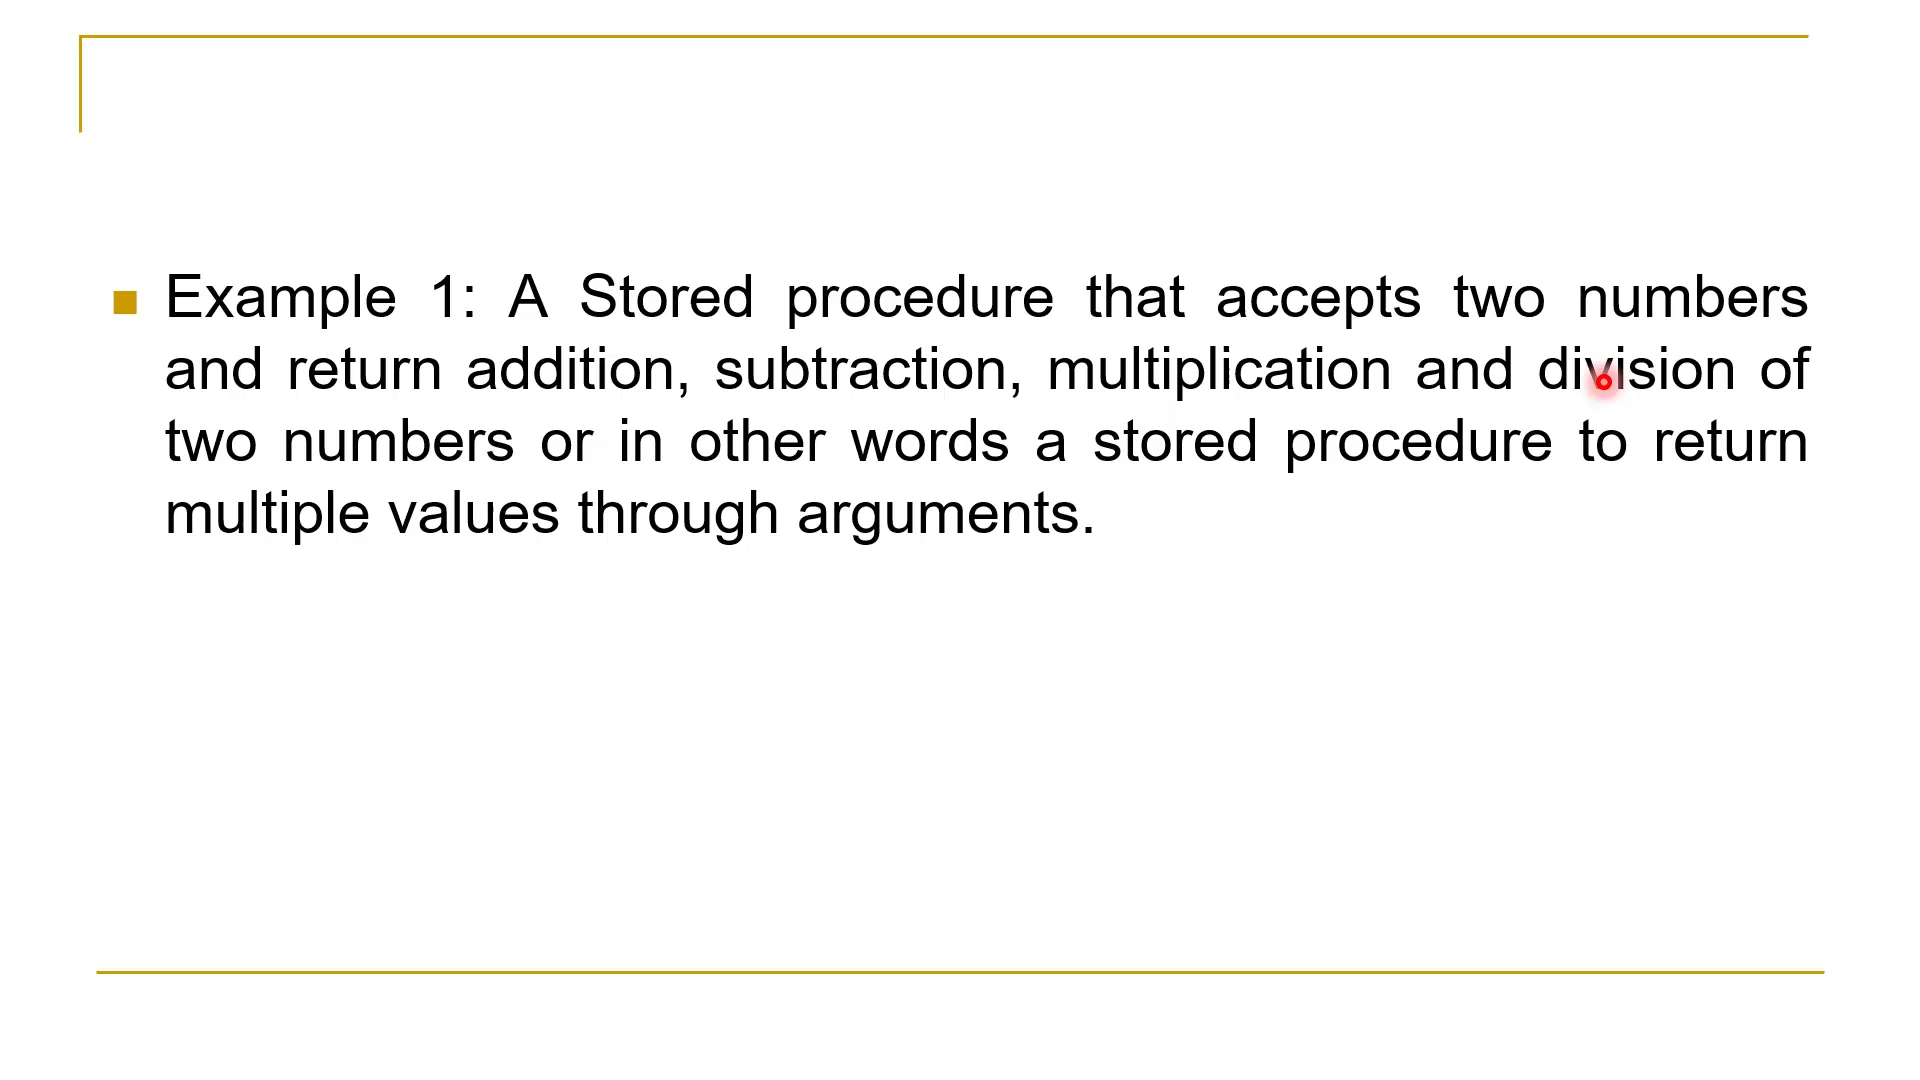 Example 1: A Stored procedure that accepts two numbers
and return addition, subtraction, multiplication and division of
two numbers or in other words a stored procedure to return
multiple values through arguments.